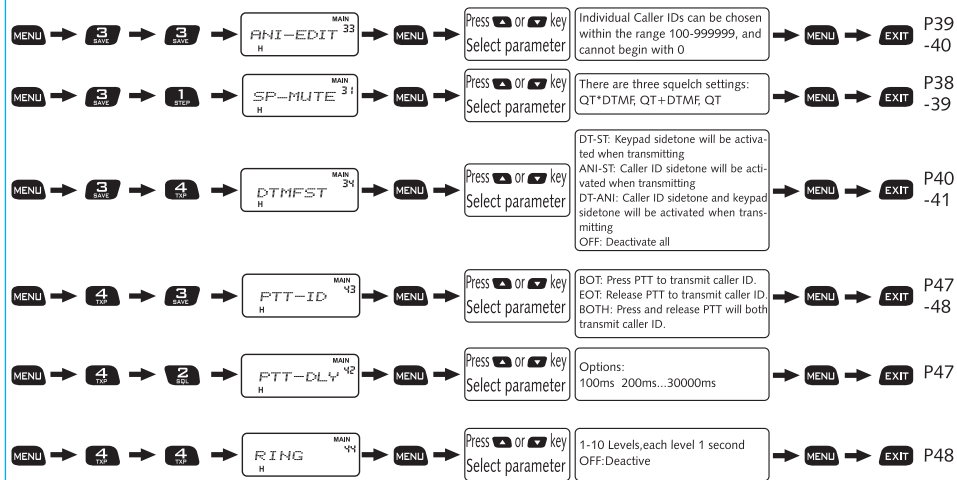 MENU 3 SAVE 3 SAVE MAIN ANI-EDIT 33 H MENU Press ▲ or ▼ key Select parameter
Individual Caller IDs can be chosen
within the range 100-999999, and
cannot begin with 0
MENU EXIT P39
-40
MENU 3 SAVE 1 STEP MAIN SP-MUTE 31 H MENU Press ▲ or ▼ key Select parameter
There are three squelch settings:
QT*DTMF, QT+DTMF, QT
MENU EXIT P38
-39
MENU 3 SAVE 4 TXP MAIN DTMFST 34 H MENU Press ▲ or ▼ key Select parameter
DT-ST: Keypad sidetone will be activa-
ted when transmitting
ANI-ST: Caller ID sidetone will be acti-
vated when transmitting
DT-ANI: Caller ID sidetone and keypad
sidetone will be activated when trans-
mitting
OFF: Deactivate all
MENU EXIT P40
-41
MENU 4 TXP 3 SAVE MAIN PTT-ID 43 H MENU Press ▲ or ▼ key Select parameter
BOT: Press PTT to transmit caller ID.
EOT: Release PTT to transmit caller ID.
BOTH: Press and release PTT will both
transmit caller ID.
MENU EXIT P47
-48
MENU 4 TXP 2 SQL MAIN PTT-DLY 42 H MENU Press ▲ or ▼ key Select parameter
Options:
100ms 200ms...30000ms
MENU EXIT P47
MENU 4 TXP 4 TXP MAIN RING 44 H MENU Press ▲ or ▼ key Select parameter
1-10 Levels,each level 1 second
OFF:Deactive
MENU EXIT P48